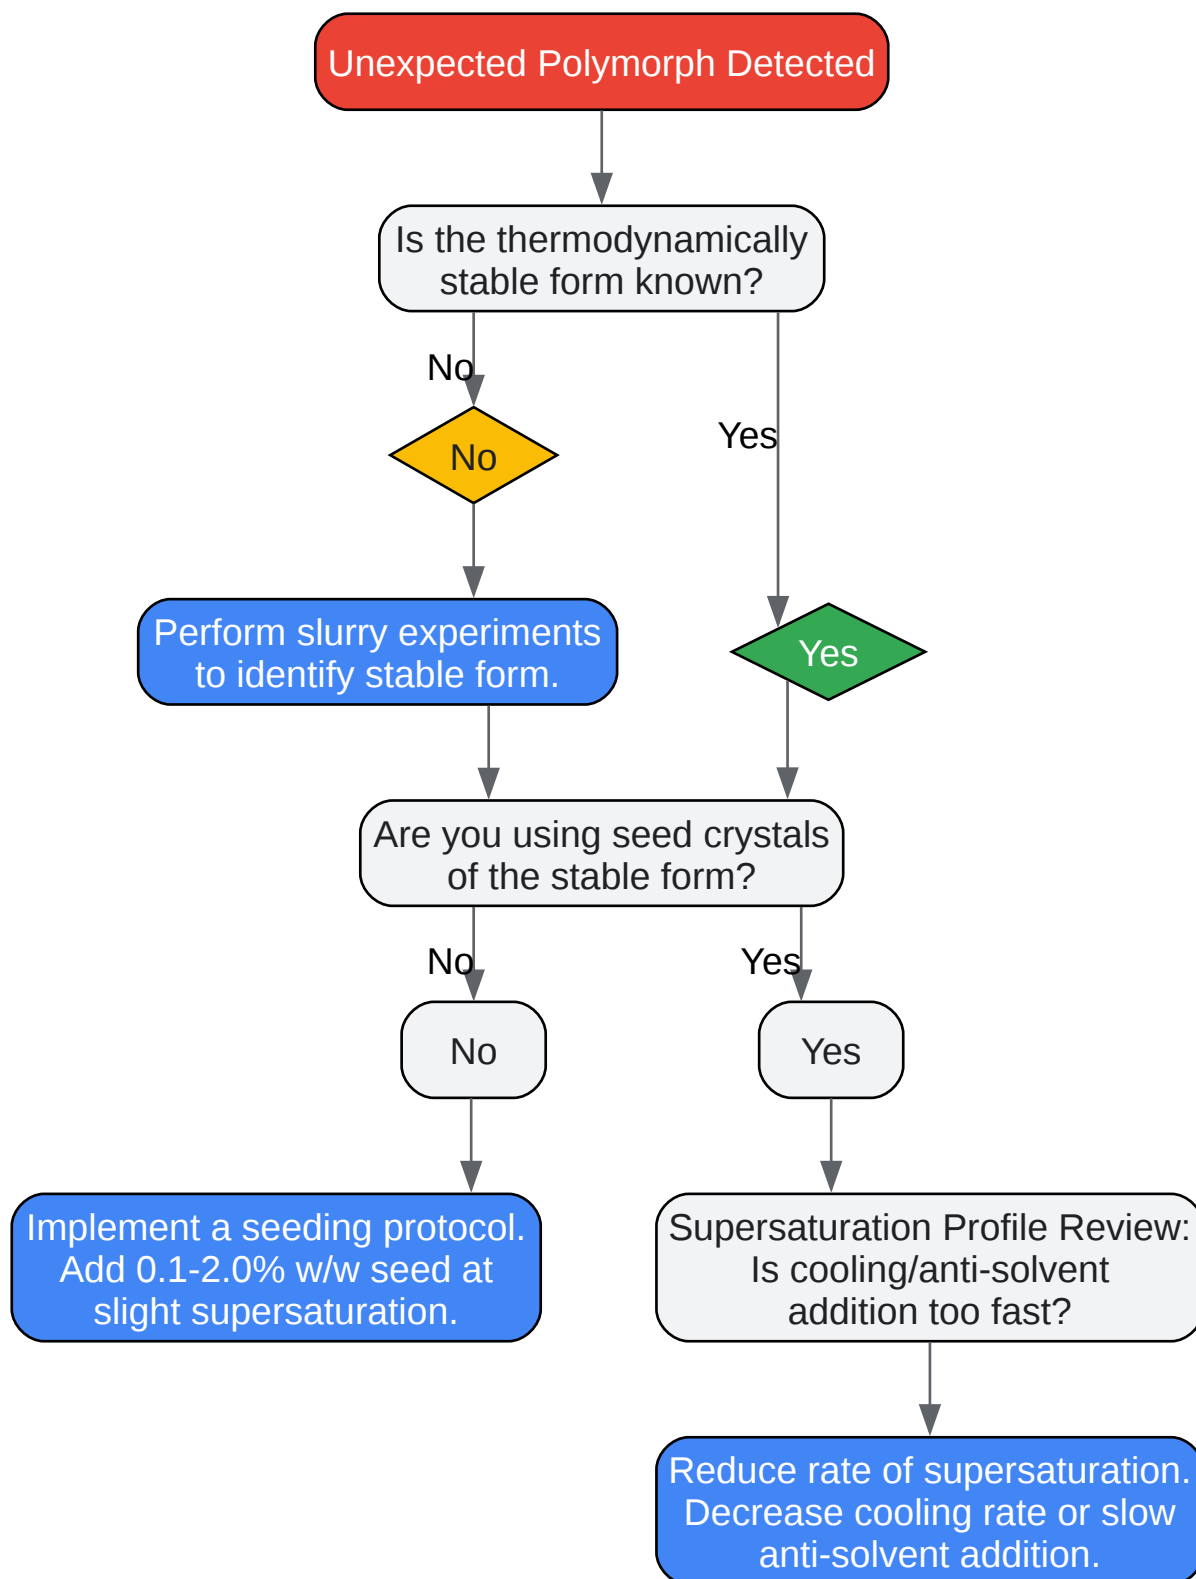 Unexpected Polymorph Detected
Is the thermodynamically
stable form known?
No
Yes
No
Perform slurry experiments
to identify stable form.
Yes
Are you using seed crystals
of the stable form?
No
Yes
No
Yes
Implement a seeding protocol.
Add 0.1-2.0% w/w seed at
slight supersaturation.
Supersaturation Profile Review:
Is cooling/anti-solvent
addition too fast?
Reduce rate of supersaturation.
Decrease cooling rate or slow
anti-solvent addition.